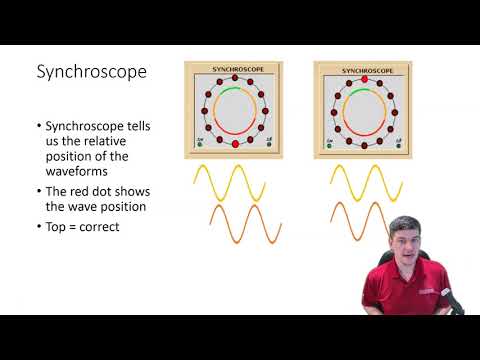 Synchroscope
• Synchroscope tells
us the relative
position of the
waveforms
• The red dot shows
the wave position
• Top = correct
SYNCHROSCOPE
SYNCHROSCOPE